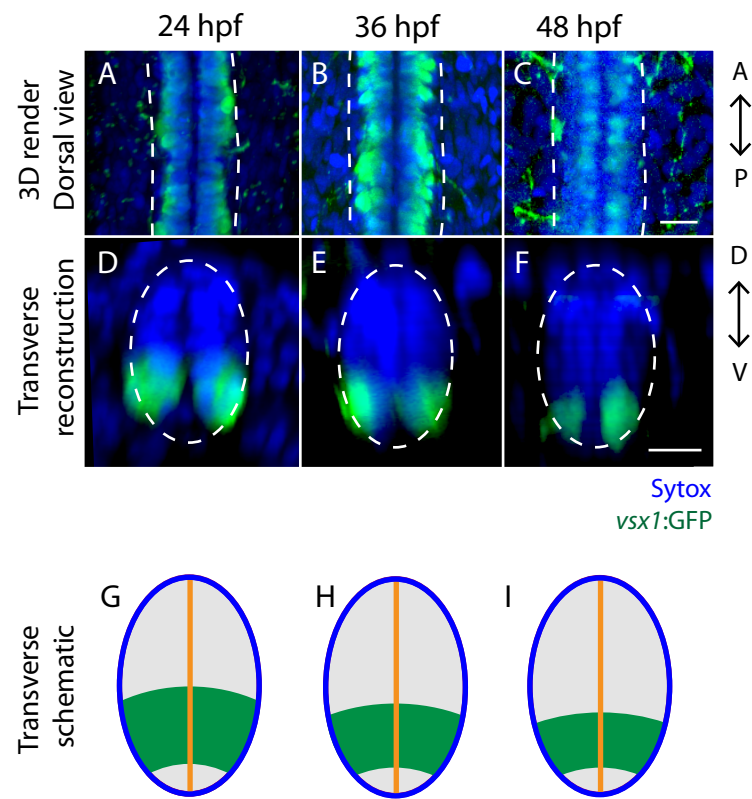 24 hpf
36 hpf
48 hpf
3D render
Dorsal view
A
B
C
A
P
Transverse
reconstruction
D
E
F
D
V
Sytox
vsx1:GFP
Transverse
schematic
G
H
I